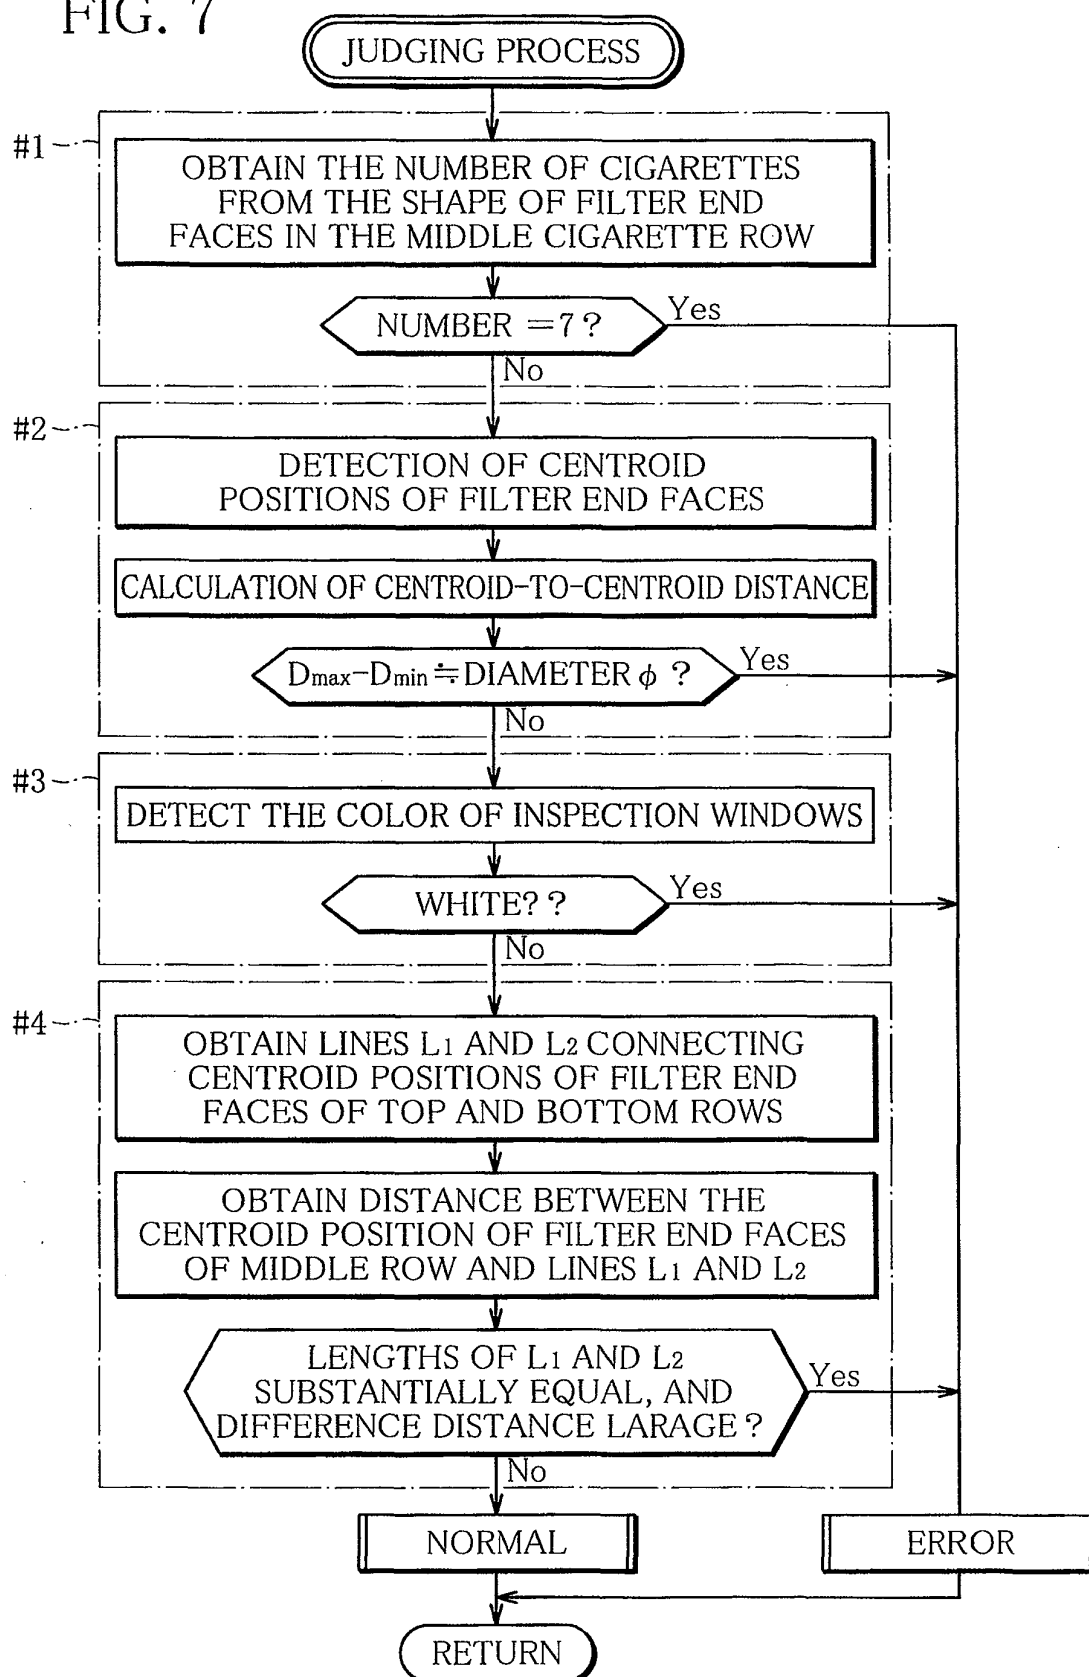 FIG. 7
JUDGING PROCESS
#1
OBTAIN THE NUMBER OF CIGARETTES
FROM THE SHAPE OF FILTER END
FACES IN THE MIDDLE CIGARETTE ROW
NUMBER =7?
Yes
No
#2
DETECTION OF CENTROID
POSITIONS OF FILTER END FACES
CALCULATION OF CENTROID-TO-CENTROID DISTANCE
Dmax-Dmin≒DIAMETER ϕ ?
Yes
No
#3
DETECT THE COLOR OF INSPECTION WINDOWS
WHITE??
Yes
No
#4
OBTAIN LINES L1 AND L2 CONNECTING
CENTROID POSITIONS OF FILTER END
FACES OF TOP AND BOTTOM ROWS
OBTAIN DISTANCE BETWEEN THE
CENTROID POSITION OF FILTER END FACES
OF MIDDLE ROW AND LINES L1 AND L2
LENGTHS OF L1 AND L2
SUBSTANTIALLY EQUAL, AND
DIFFERENCE DISTANCE LARAGE?
Yes
No
NORMAL
ERROR
RETURN